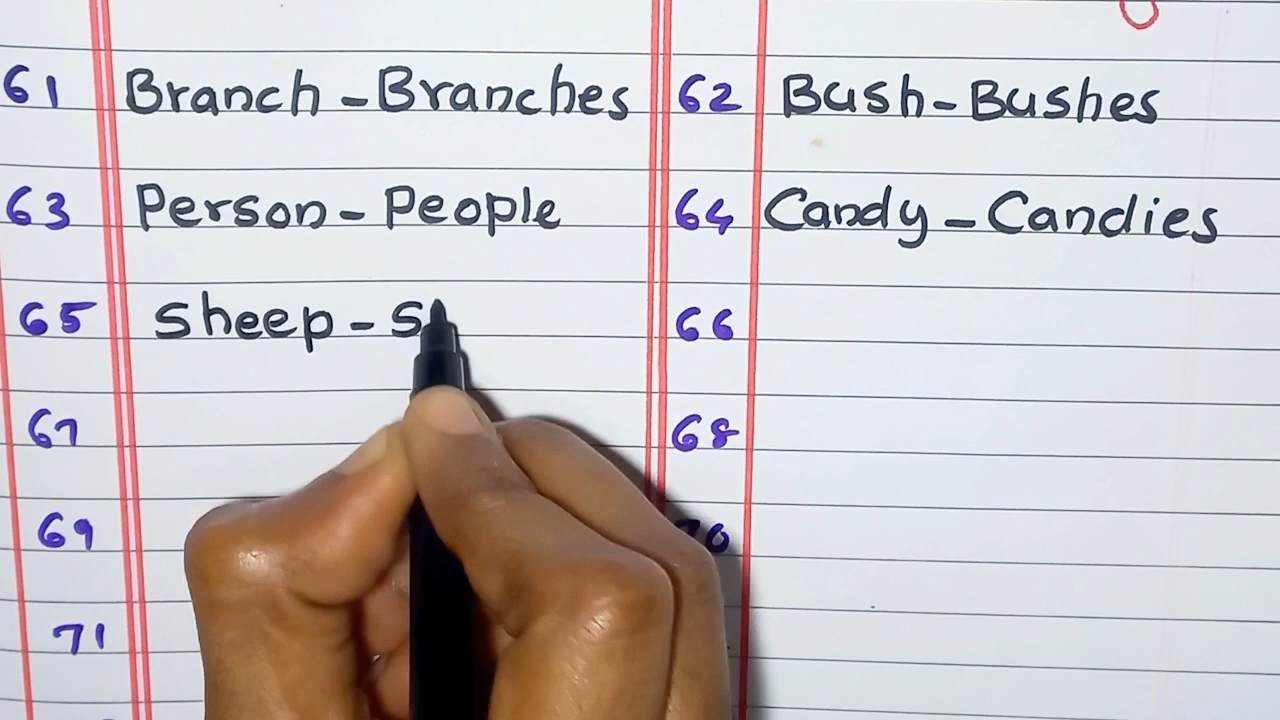 61 Branch - Branches 62 Bush - Bushes
63 Person - People 64 Candy - Candies
65 Sheep - S 66
67 68
69 70
71